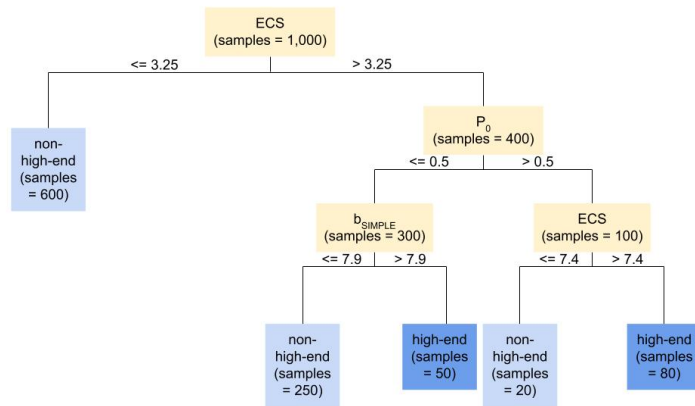 ECS
(samples = 1,000)
<= 3.25
> 3.25
non-
high-end
(samples
= 600)
P0
(samples = 400)
<= 0.5
> 0.5
bSIMPLE
(samples = 300)
ECS
(samples = 100)
<= 7.9
> 7.9
<= 7.4
> 7.4
non-
high-end
(samples
= 250)
high-end
(samples
= 50)
non-
high-end
(samples
= 20)
high-end
(samples
= 80)